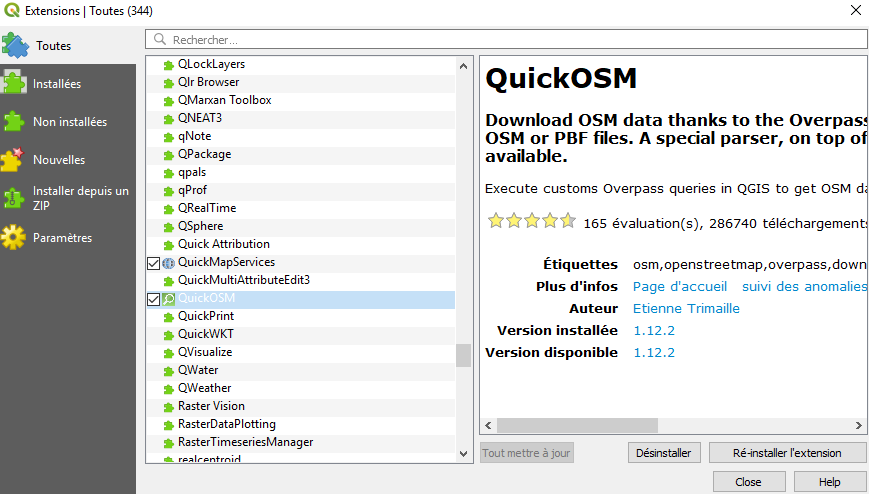 Extensions | Toutes (344)
Toutes
Installées
Non installées
Nouvelles
Installer depuis un
ZIP
Paramètres
Rechercher...
QLockLayers
Qlr Browser
QMarxan Toolbox
QNEAT3
qNote
QPackage
qpals
qProf
QRealTime
QSphere
Quick Attribution
QuickMapServices
QuickMultiAttributeEdit3
QuickOSM
QuickPrint
QuickWKT
QVisualize
QWater
QWeather
Raster Vision
RasterDataPlotting
RasterTimeseriesManager
realcentroid
QuickOSM
Download OSM data thanks to the Overpass
OSM or PBF files. A special parser, on top of
available.
Execute customs Overpass queries in QGIS to get OSM da
165 évaluation(s), 286740 téléchargements
Étiquettes osm,openstreetmap,overpass,down
Plus d'infos Page d'accueil suivi des anomalies
Auteur Etienne Trimaille
Version installée 1.12.2
Version disponible 1.12.2
Tout mettre à jour
Désinstaller
Ré-installer l'extension
Close
Help